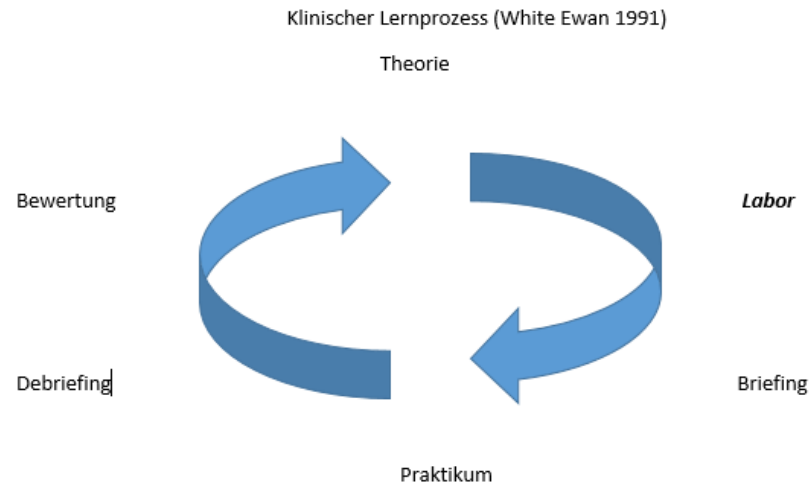 Klinischer Lernprozess (White Ewan 1991)
Theorie
Bewertung
Labor
Debriefing
Briefing
Praktikum